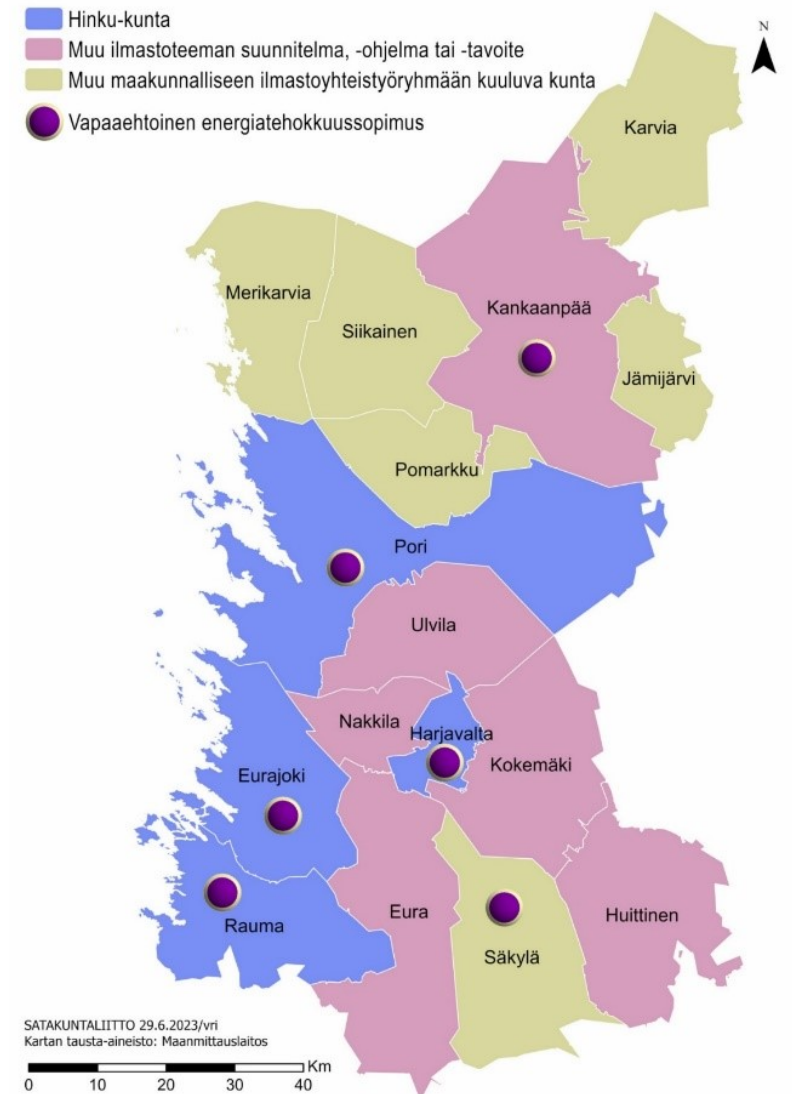 Hinku-kunta
Muu ilmastoteeman suunnitelma, -ohjelma tai -tavoite
Muu maakunnalliseen ilmastoyhteistyöryhmään kuuluva kunta
Vapaaehtoinen energiatehokkuussopimus
N
Karvia
Merikarvia
Siikainen
Kankaanpää
Jämijärvi
Pomarkku
Pori
Ulvila
Nakkila
Harjavalta
Kokemäki
Eurajoki
Eura
Huittinen
Rauma
Säkylä
SATAKUNTALIITTO 29.6.2023/vri
Kartan tausta-aineisto: Maanmittauslaitos
Km
0 10 20 30 40